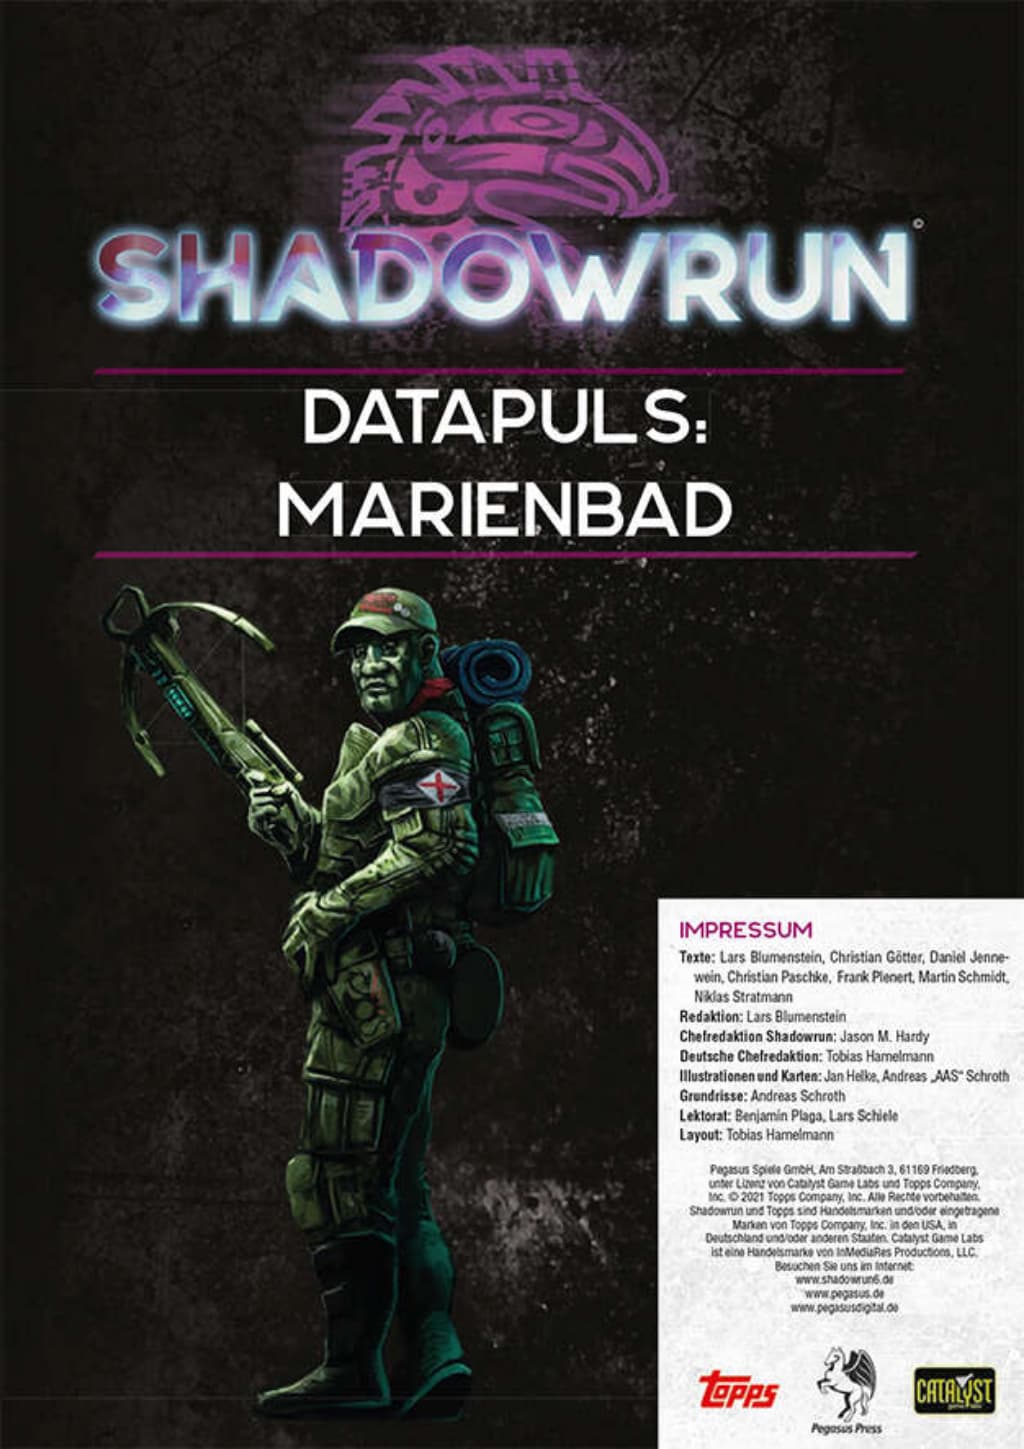 SHADOWRUN
©
DATAPULS:
MARIENBAD
IMPRESSUM
Texte: Lars Blumenstein, Christian Götter, Daniel Jenne-
wein, Christian Paschke, Frank Plenert, Martin Schmidt,
Niklas Stratmann
Redaktion: Lars Blumenstein
Chefredaktion Shadowrun: Jason M. Hardy
Deutsche Chefredaktion: Tobias Hamelmann
Illustrationen und Karten: Jan Helke, Andreas „AAS“ Schroth
Grundrisse: Andreas Schroth
Lektorat: Benjamin Plaga, Lars Schiele
Layout: Tobias Hamelmann
Pegasus Spiele GmbH, Am Straßbach 3, 61169 Friedberg,
unter Lizenz von Catalyst Game Labs und Topps Company,
Inc. © 2021 Topps Company, Inc. Alle Rechte vorbehalten.
Shadowrun und Topps sind Handelsmarken und/oder eingetragene
Marken von Topps Company, Inc. in den USA, in
Deutschland und/oder anderen Staaten. Catalyst Game Labs
ist eine Handelsmarke von InMediaRes Productions, LLC.
Besuchen Sie uns im Internet:
www.shadowrun6.de
www.pegasus.de
www.pegasusdigital.de
topps
Pegasus Press
CATALYST
game labs